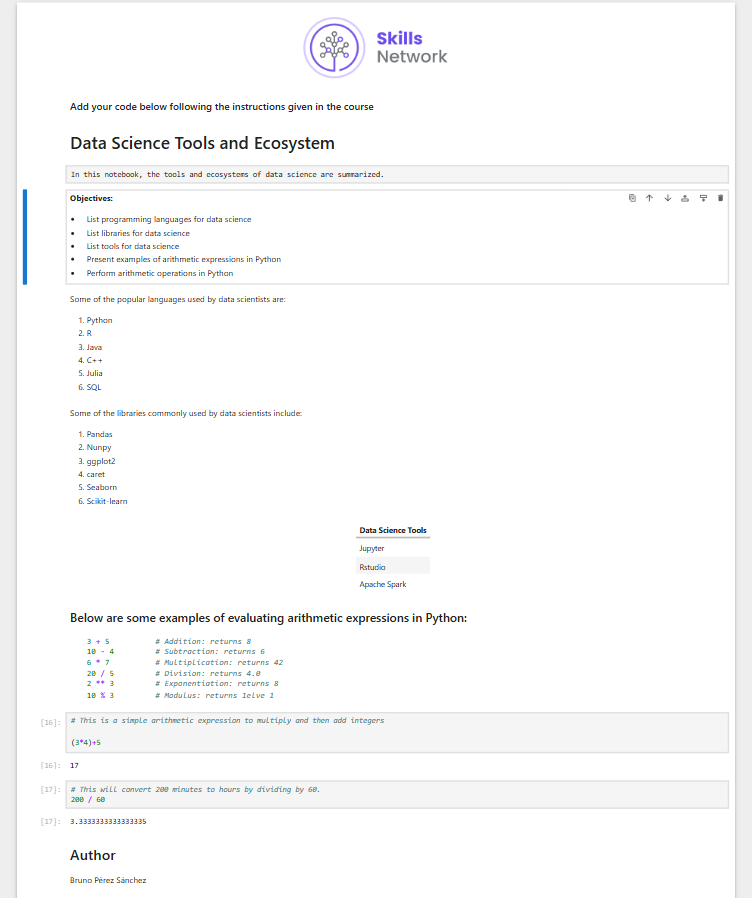 Skills
Network
Add your code below following the instructions given in the course
Data Science Tools and Ecosystem
In this notebook, the tools and ecosystems of data science are summarized.
Objectives:
• List programming languages for data science
• List libraries for data science
• List tools for data science
• Present examples of arithmetic expressions in Python
• Perform arithmetic operations in Python
Some of the popular languages used by data scientists are:
1. Python
2. R
3. Java
4. C++
5. Julia
6. SQL
Some of the libraries commonly used by data scientists include:
1. Pandas
2. Nunpy
3. ggplot2
4. caret
5. Seaborn
6. Scikit-learn
Data Science Tools
Jupyter
Rstudio
Apache Spark
Below are some examples of evaluating arithmetic expressions in Python:
3 + 5 # Addition: returns 8
10 - 4 # Subtraction: returns 6
6 * 7 # Multiplication: returns 42
20 / 5 # Division: returns 4.0
2 ** 3 # Exponentiation: returns 8
10 % 3 # Modulus: returns 1elve 1
[16]: # This is a simple arithmetic expression to multiply and then add integers
(3*4)+5
[16]: 17
[17]: # This will convert 200 minutes to hours by dividing by 60.
200 / 60
[17]: 3.3333333333333335
Author
Bruno Pérez Sánchez